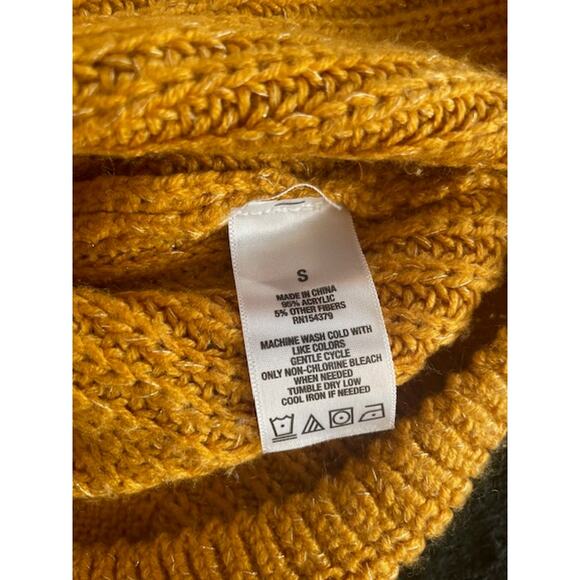 S
MADE IN CHINA
95% ACRYLIC
5% OTHER FIBERS
RN154379
MACHINE WASH COLD WITH
LIKE COLORS
GENTLE CYCLE
ONLY NON-CHLORINE BLEACH
WHEN NEEDED
TUMBLE DRY LOW
COOL IRON IF NEEDED